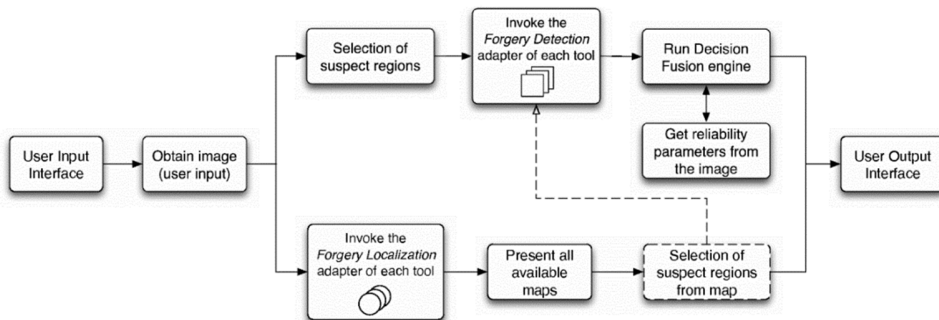 User Input
Interface
Obtain image
(user input)
Selection of
suspect regions
Invoke the
Forgery Detection
adapter of each tool
Run Decision
Fusion engine
Get reliability
parameters from
the image
Invoke the
Forgery Localization
adapter of each tool
Present all
available
maps
Selection of
suspect regions
from map
User Output
Interface